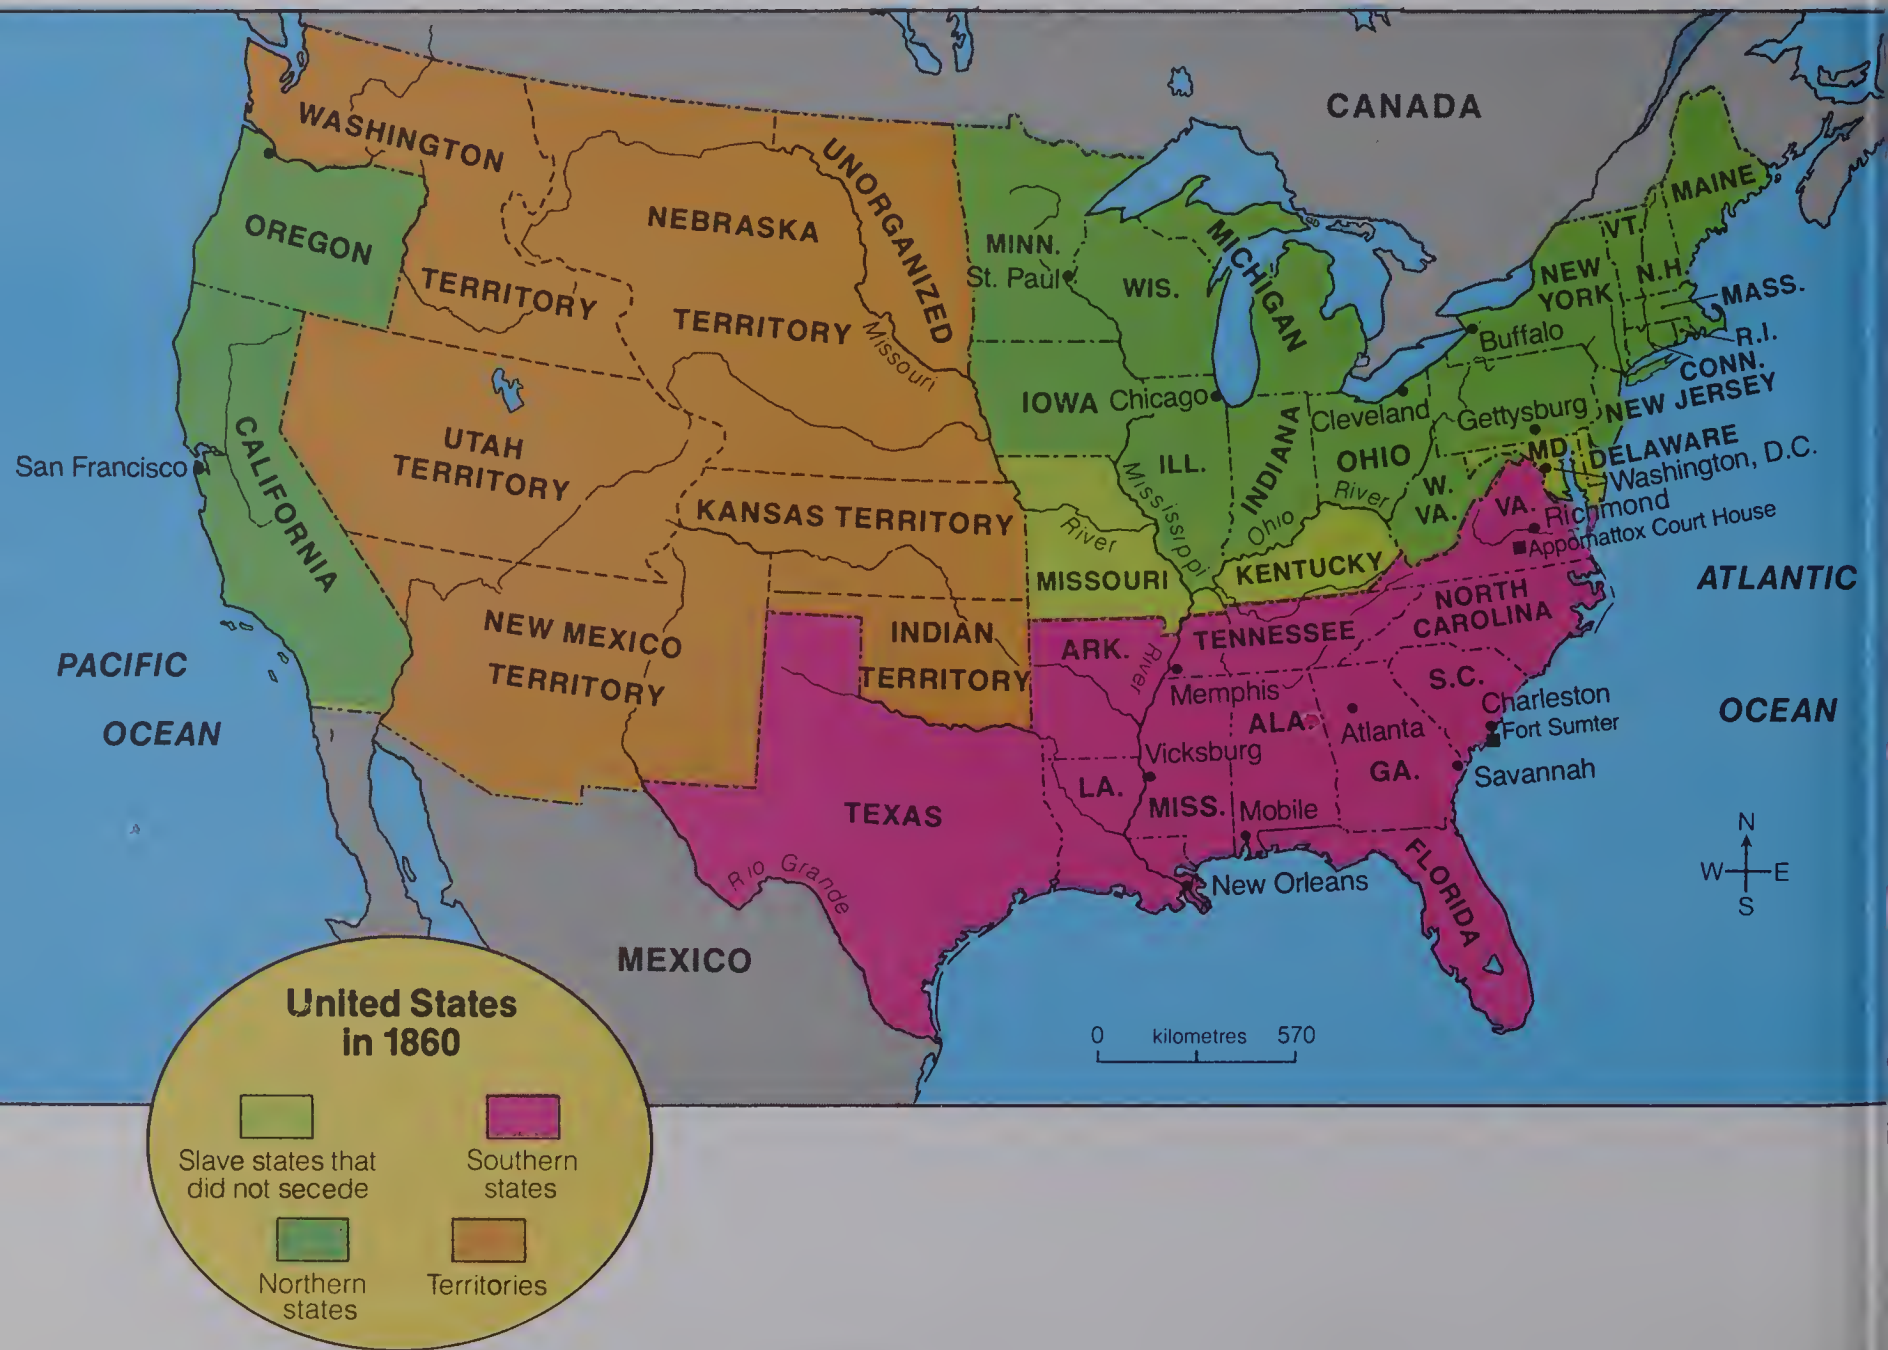 CANADA
WASHINGTON
TERRITORY
OREGON
NEBRASKA
TERRITORY
UNORGANIZED
Missouri
MINN.
St. Paul
WIS.
MICHIGAN
MAINE
VT.
N.H.
NEW
YORK
MASS.
R.I.
CONN.
NEW JERSEY
Buffalo
IOWA
Chicago
Cleveland
Gettysburg
MD.
DELAWARE
Washington, D.C.
CALIFORNIA
San Francisco
UTAH
TERRITORY
ILL.
INDIANA
OHIO
Ohio
River
W.
VA.
VA.
Richmond
Appomattox Court House
KANSAS TERRITORY
River
Mississippi
River
MISSOURI
KENTUCKY
ATLANTIC
OCEAN
NEW MEXICO
TERRITORY
INDIAN
TERRITORY
ARK.
TENNESSEE
NORTH
CAROLINA
Memphis
S.C.
Charleston
Fort Sumter
PACIFIC
OCEAN
ALA.
Atlanta
Vicksburg
GA.
Savannah
LA.
MISS.
Mobile
TEXAS
Rio Grande
New Orleans
FLORIDA
N
W
E
S
MEXICO
0 kilometres 570
United States
in 1860
Slave states that
did not secede
Southern
states
Northern
states
Territories